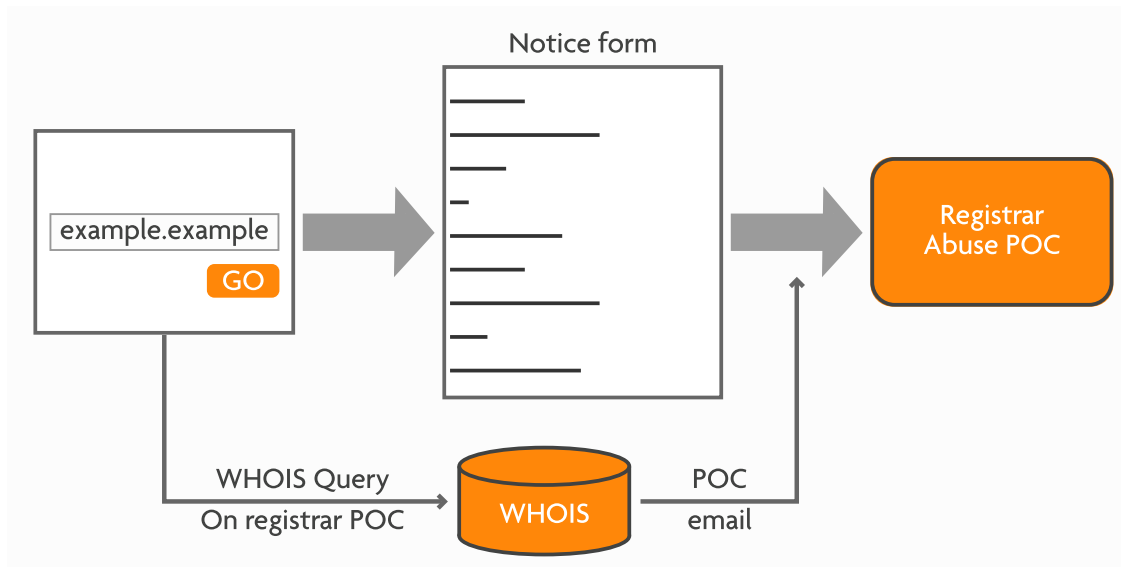 Notice form
example.example
GO
Registrar
Abuse POC
WHOIS Query
On registrar POC
WHOIS
POC
email